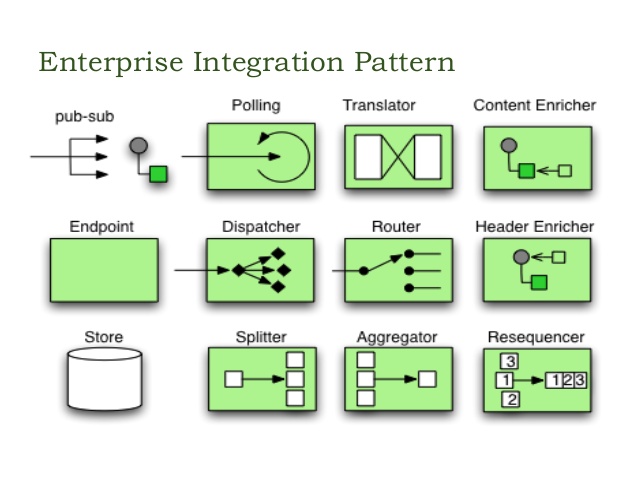 Enterprise Integration Pattern
pub-sub
Polling
Translator
Content Enricher
Endpoint
Dispatcher
Router
Header Enricher
Store
Splitter
Aggregator
Resequencer
3
1
2
1 2 3